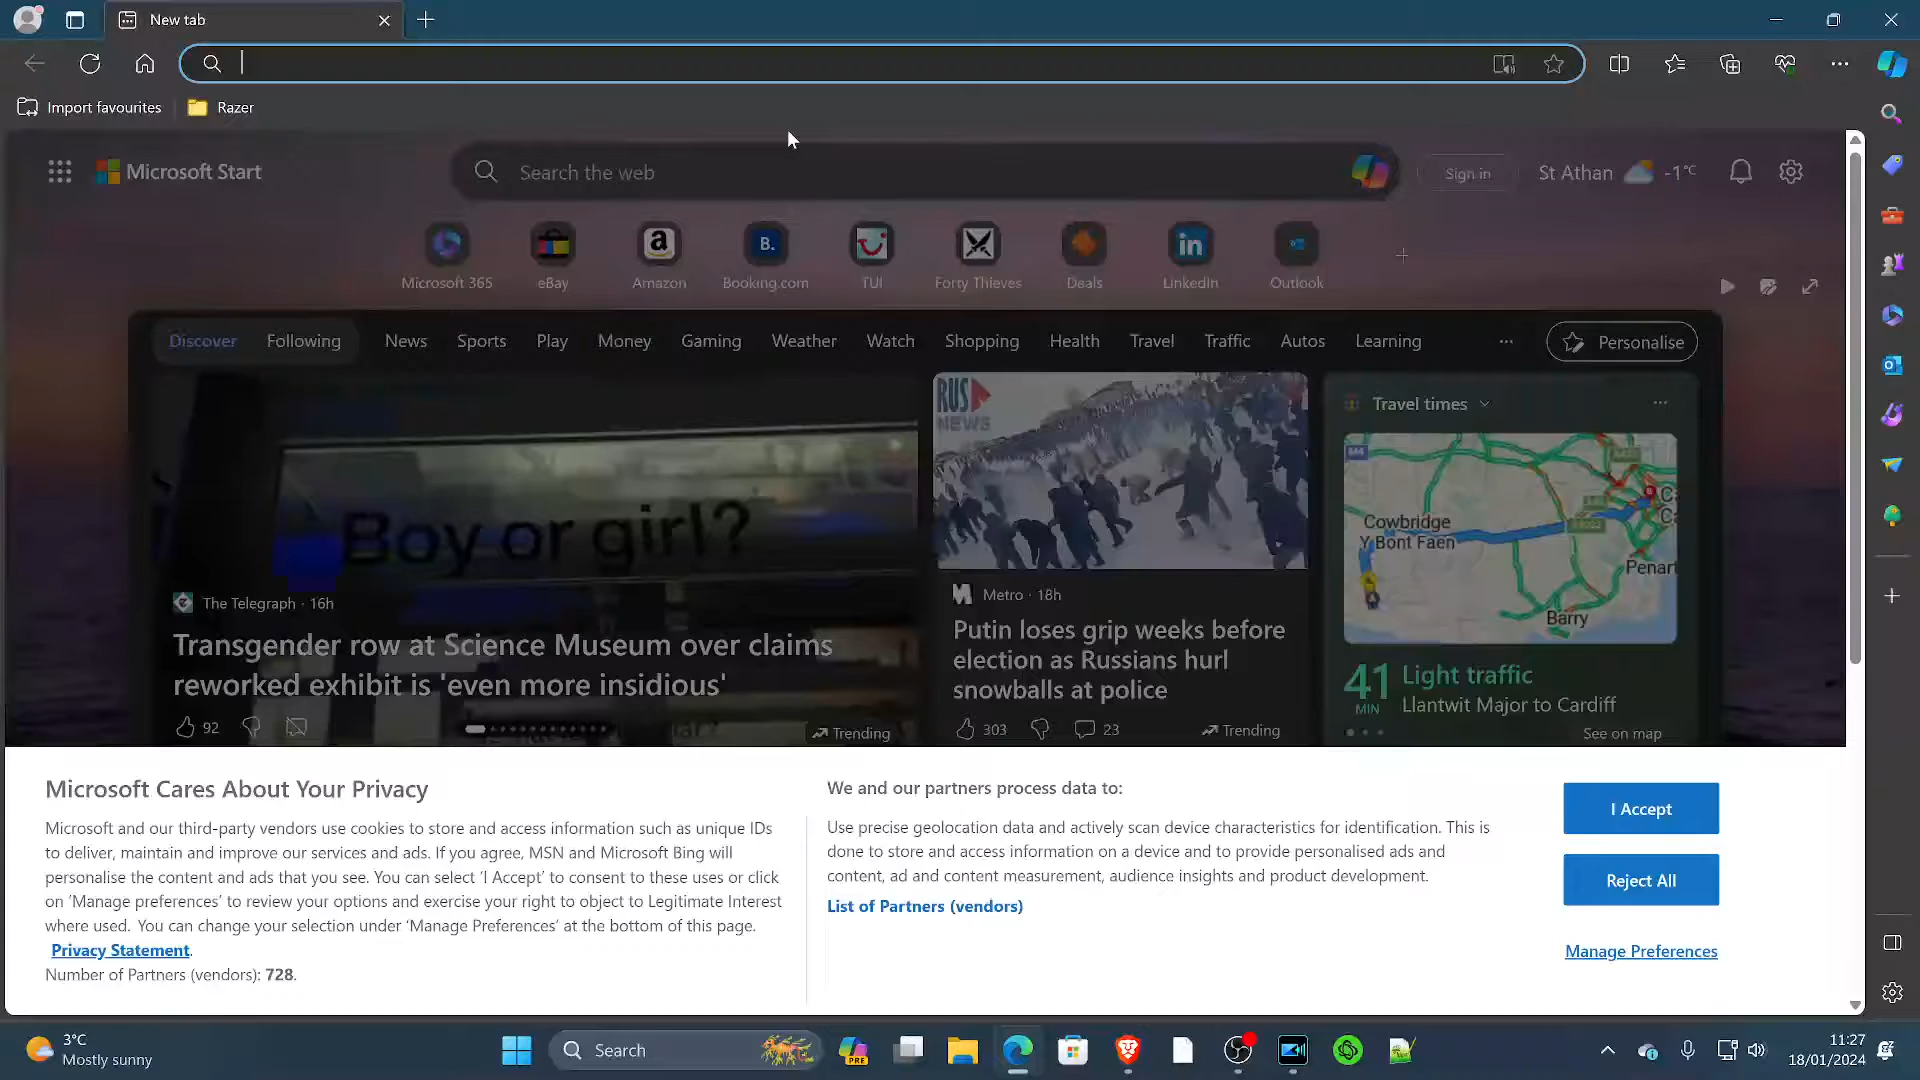 New tab
Import favourites
Razer
Microsoft Start
Search the web
Sign in
St Athan
-1°C
Microsoft 365
eBay
Amazon
Booking.com
TUI
Forty Thieves
Deals
LinkedIn
Outlook
Discover
Following
News
Sports
Play
Money
Gaming
Weather
Watch
Shopping
Health
Travel
Traffic
Autos
Learning
Personalise
Boy or girl?
The Telegraph · 16h
Transgender row at Science Museum over claims
reworked exhibit is 'even more insidious'
92
Trending
RUS
NEWS
Metro · 18h
Putin loses grip weeks before
election as Russians hurl
snowballs at police
303
23
Trending
Travel times
M4
Cowbridge
Y Bont Faen
Penart
Barry
41
MIN
Light traffic
Llantwit Major to Cardiff
See on map
Microsoft Cares About Your Privacy
Microsoft and our third-party vendors use cookies to store and access information such as unique IDs
to deliver, maintain and improve our services and ads. If you agree, MSN and Microsoft Bing will
personalise the content and ads that you see. You can select 'I Accept' to consent to these uses or click
on 'Manage preferences' to review your options and exercise your right to object to Legitimate Interest
where used. You can change your selection under 'Manage Preferences' at the bottom of this page.
Privacy Statement.
Number of Partners (vendors): 728.
We and our partners process data to:
Use precise geolocation data and actively scan device characteristics for identification. This is
done to store and access information on a device and to provide personalised ads and
content, ad and content measurement, audience insights and product development.
List of Partners (vendors)
I Accept
Reject All
Manage Preferences
3°C
Mostly sunny
Search
PRE
11:27
18/01/2024